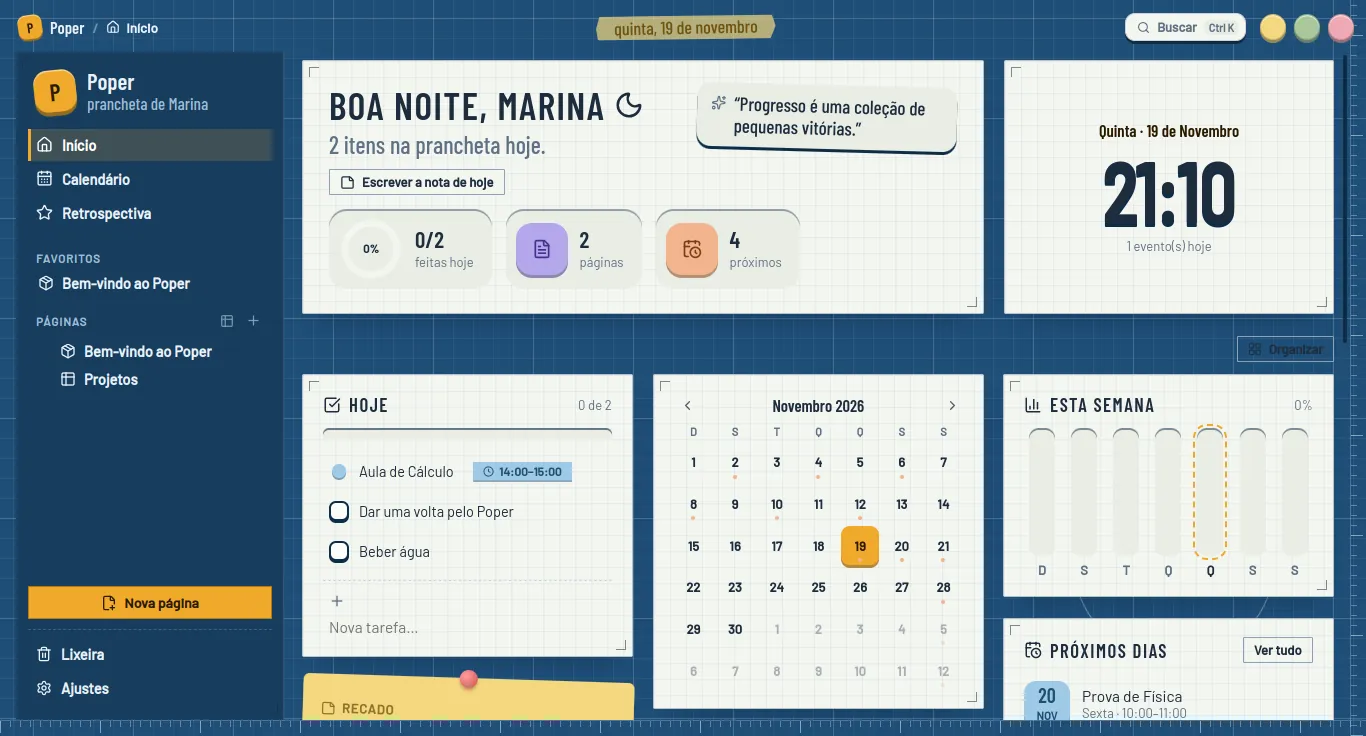 P Poper / Início
quinta, 19 de novembro
Buscar Ctrl K
P Poper
prancheta de Marina
Início
Calendário
Retrospectiva
FAVORITOS
Bem-vindo ao Poper
PÁGINAS
Bem-vindo ao Poper
Projetos
Nova página
Lixeira
Ajustes
BOA NOITE, MARINA
2 itens na prancheta hoje.
Escrever a nota de hoje
“Progresso é uma coleção de
pequenas vitórias.”
0% 0/2
feitas hoje
2
páginas
4
próximos
Quinta · 19 de Novembro
21:10
1 evento(s) hoje
Organizar
HOJE 0 de 2
Aula de Cálculo 14:00–15:00
Dar uma volta pelo Poper
Beber água
Nova tarefa...
RECADO
Novembro 2026
D S T Q Q S S
1 2 3 4 5 6 7
8 9 10 11 12 13 14
15 16 17 18 19 20 21
22 23 24 25 26 27 28
29 30 1 2 3 4 5
6 7 8 9 10 11 12
ESTA SEMANA 0%
D S T Q Q S S
PRÓXIMOS DIAS Ver tudo
20
NOV
Prova de Física
Sexta · 10:00–11:00